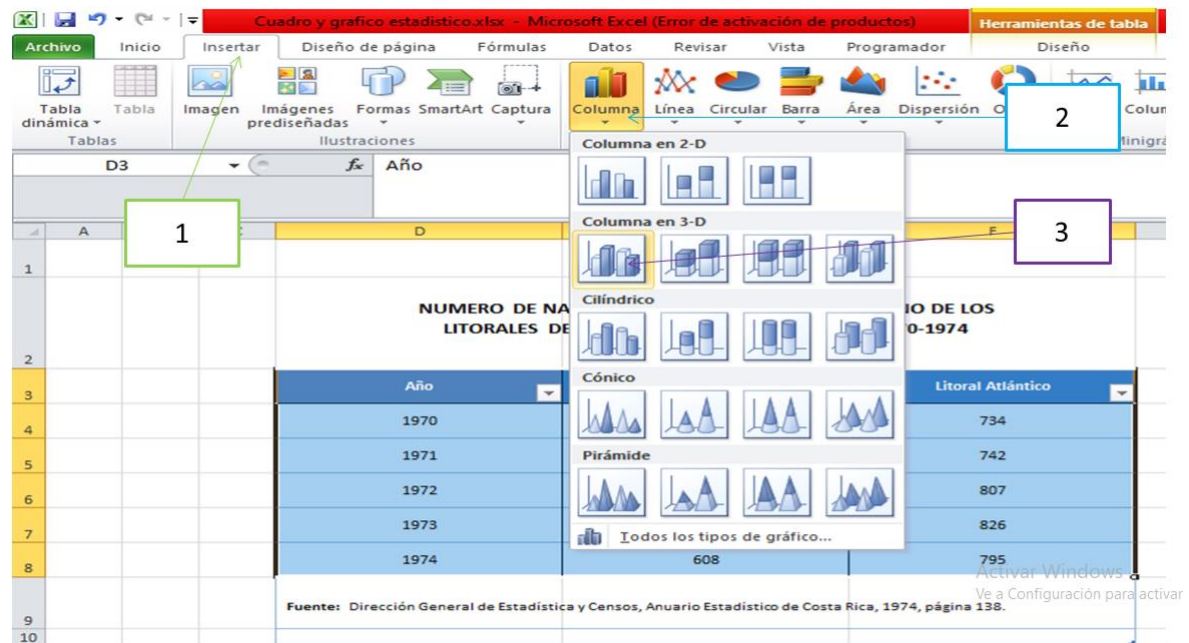 Cuadro y grafico estadistico.xlsx - Microsoft Excel (Error de activación de productos)
Herramientas de tabla
Archivo Inicio Insertar Diseño de página Fórmulas Datos Revisar Vista Programador Diseño
Tabla dinámica
Tabla
Imagen
Imágenes prediseñadas
Formas
SmartArt
Captura
Columna
Línea
Circular
Barra
Área
Dispersión
O
Colum
2
Tablas
Ilustraciones
Minigrá
D3
fx
Año
Columna en 2-D
Columna en 3-D
Cilíndrico
Cónico
Pirámide
Todos los tipos de gráfico...
1
3
A D F
1
NUMERO DE NA
IO DE LOS
LITORALES DE
0-1974
2
3 Año Litoral Atlántico
4 1970 734
5 1971 742
6 1972 807
7 1973 826
8 1974 608 795
Activar Windows
Ve a Configuración para activar
9 Fuente: Dirección General de Estadística y Censos, Anuario Estadístico de Costa Rica, 1974, página 138.
10